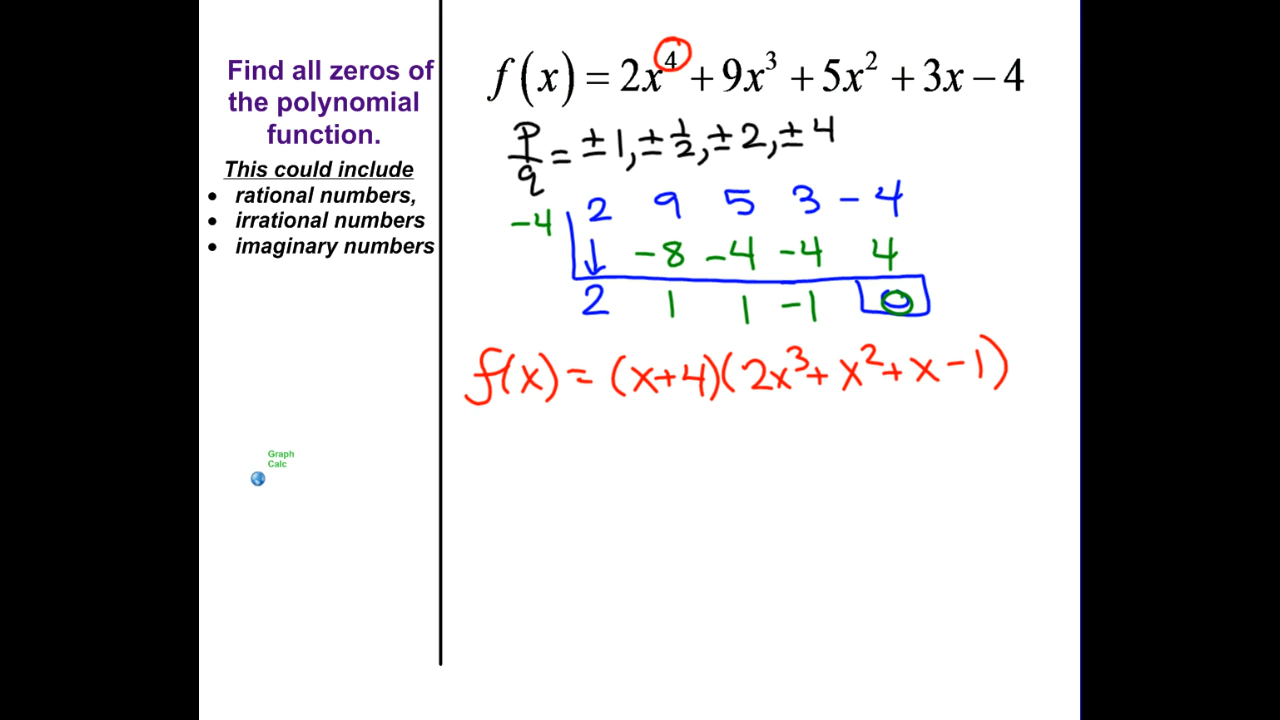 Find all zeros of
the polynomial
function.
This could include
• rational numbers,
• irrational numbers
• imaginary numbers
Graph
Calc
f(x) = 2x⁴ + 9x³ + 5x² + 3x − 4
p/q = ±1, ±1/2, ±2, ±4
−4 | 2 9 5 3 −4
↓ −8 −4 −4 4
2 1 1 −1 0
f(x) = (x+4)(2x³ + x² + x − 1)